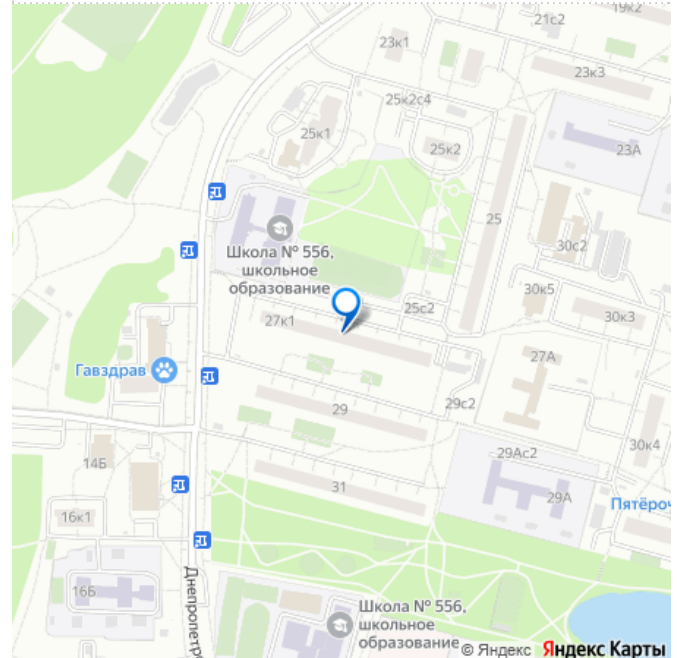 19к2
21с2
23к1
23к3
25к2с4
25к1
25к2
23А
25
Школа № 556,
школьное
образование
30с2
30к5
25с2
30к3
27к1
27А
Гавздрав
29с2
29
30к4
29Ас2
14Б
31
29А
Пятёроч
16к1
16Б
Днепропетро
Школа № 556,
школьное
образование
© Яндекс Яндекс Карты